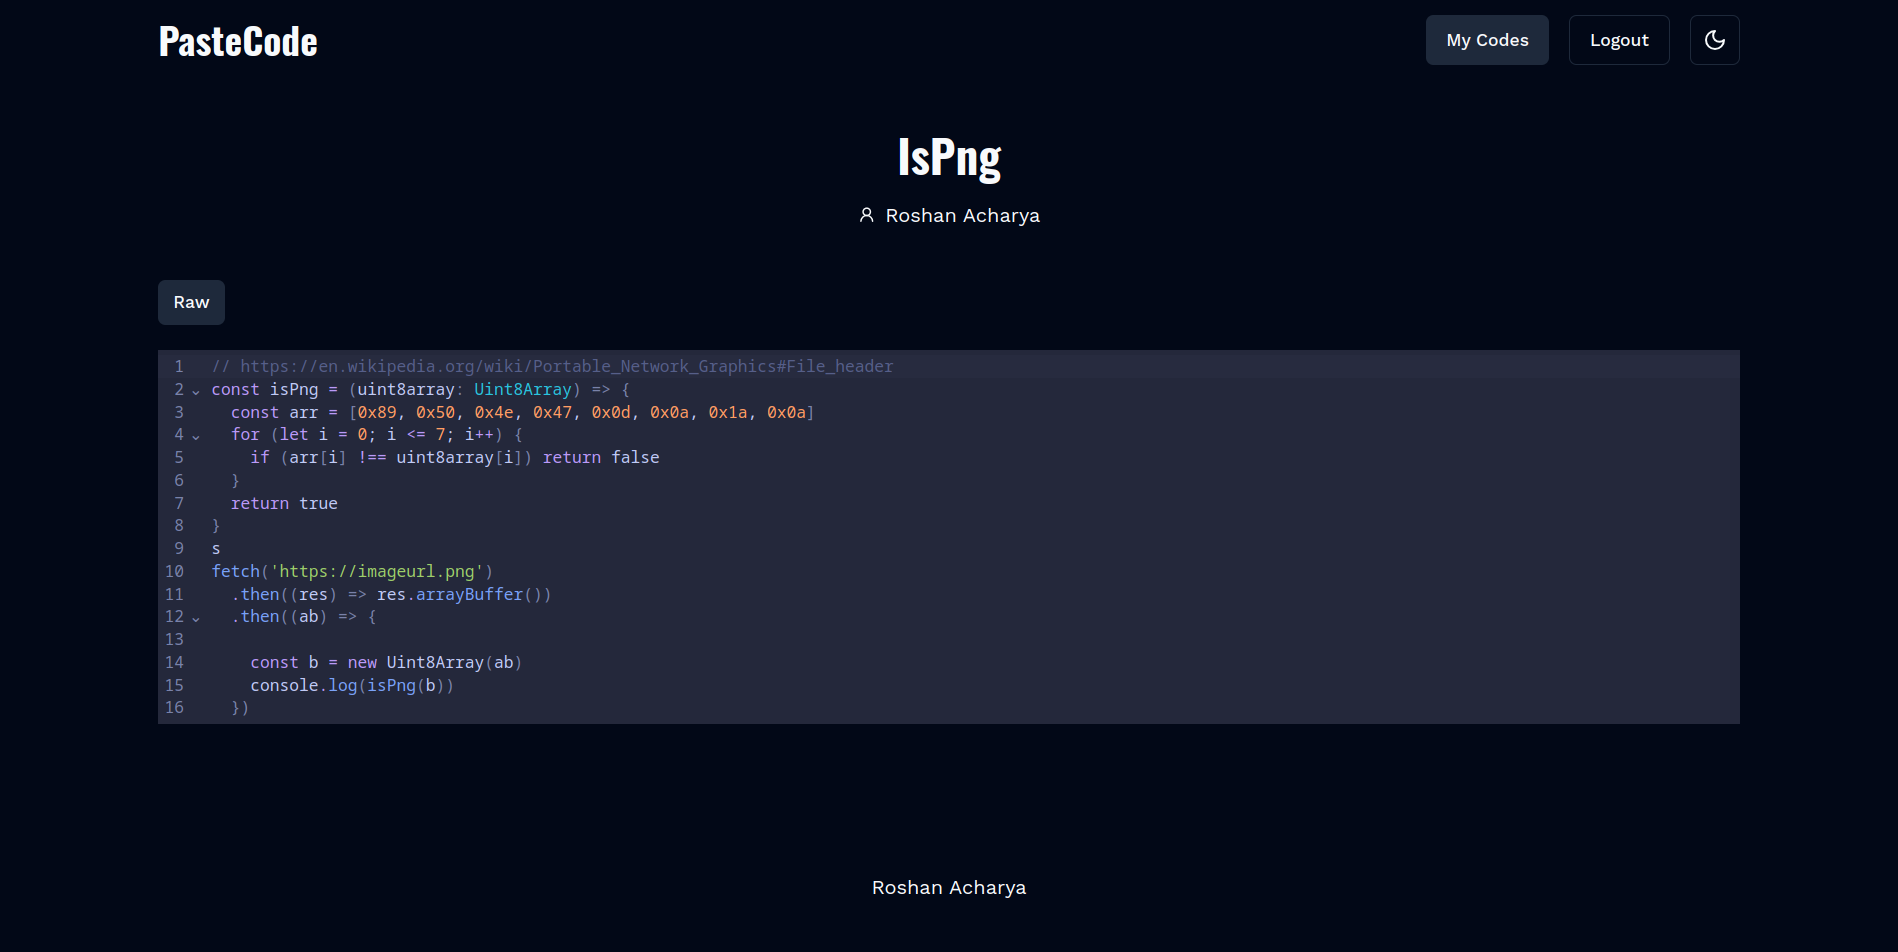 PasteCode
My Codes
Logout
IsPng
Roshan Acharya
Raw
1 // https://en.wikipedia.org/wiki/Portable_Network_Graphics#File_header
2 const isPng = (uint8array: Uint8Array) => {
3   const arr = [0x89, 0x50, 0x4e, 0x47, 0x0d, 0x0a, 0x1a, 0x0a]
4   for (let i = 0; i <= 7; i++) {
5     if (arr[i] !== uint8array[i]) return false
6   }
7   return true
8 }
9 s
10 fetch('https://imageurl.png')
11   .then((res) => res.arrayBuffer())
12   .then((ab) => {
13
14     const b = new Uint8Array(ab)
15     console.log(isPng(b))
16   })
Roshan Acharya